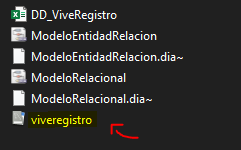 DD_ViveRegistro
ModeloEntidadRelacion
ModeloEntidadRelacion.dia~
ModeloRelacional
ModeloRelacional.dia~
viveregistro